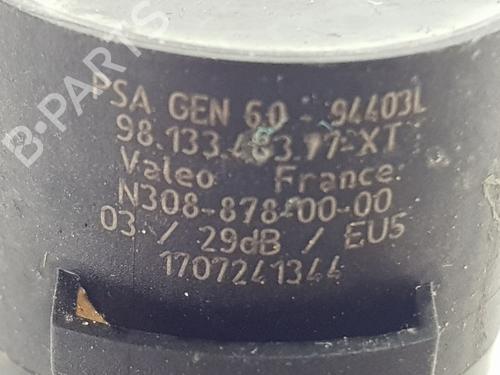 B-PARTS
PSA GEN 6.0 - 94403L
98.133.483.77-XT
Valeo France
N308-878-00-00
03 / 29dB / EU5
1707241344